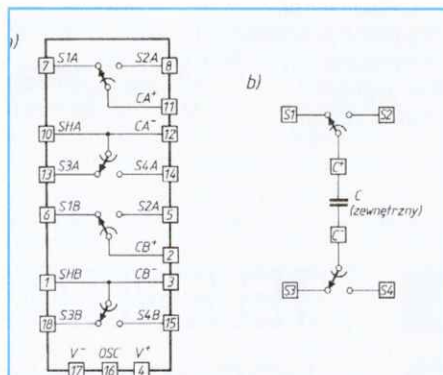 a)
7 S1A S2A 8
CA+ 11
10 SHA CA- 12
13 S3A S4A 14
6 S1B S2A 5
CB+ 2
1 SHB CB- 3
18 S3B S4B 15
V- OSC V+
17 16 4
b)
S1 S2
C+
C
(zewnętrzny)
C-
S3 S4